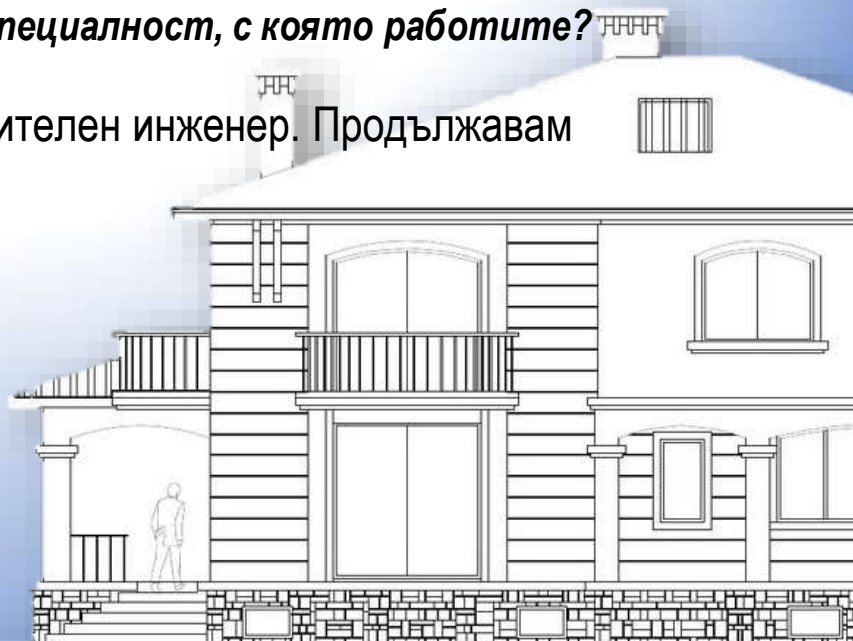 пециалност, с която работите?
ителен инженер. Продължавам